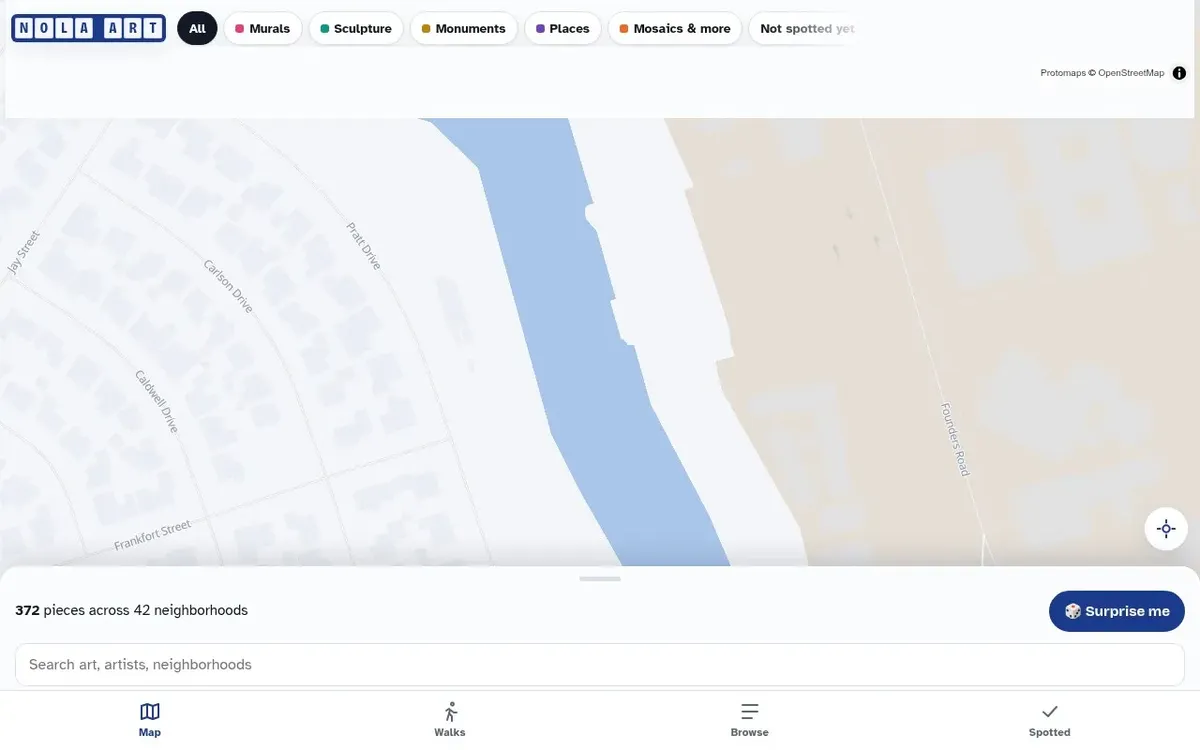 NOLA ART
All
Murals
Sculpture
Monuments
Places
Mosaics & more
Not spotted yet
Protomaps © OpenStreetMap
Jay Street
Carlson Drive
Pratt Drive
Caldwell Drive
Founders Road
Frankfort Street
372 pieces across 42 neighborhoods
Surprise me
Search art, artists, neighborhoods
Map
Walks
Browse
Spotted